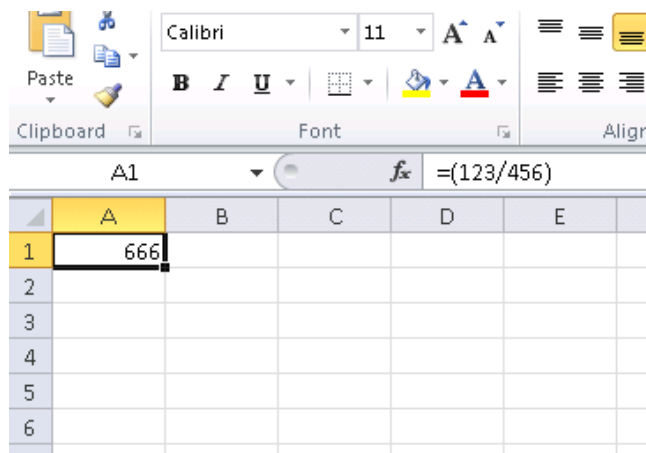 Calibri 11 A A
Paste B I U A
Clipboard Font Align
A1 fx =(123/456)
A B C D E
1 666
2
3
4
5
6